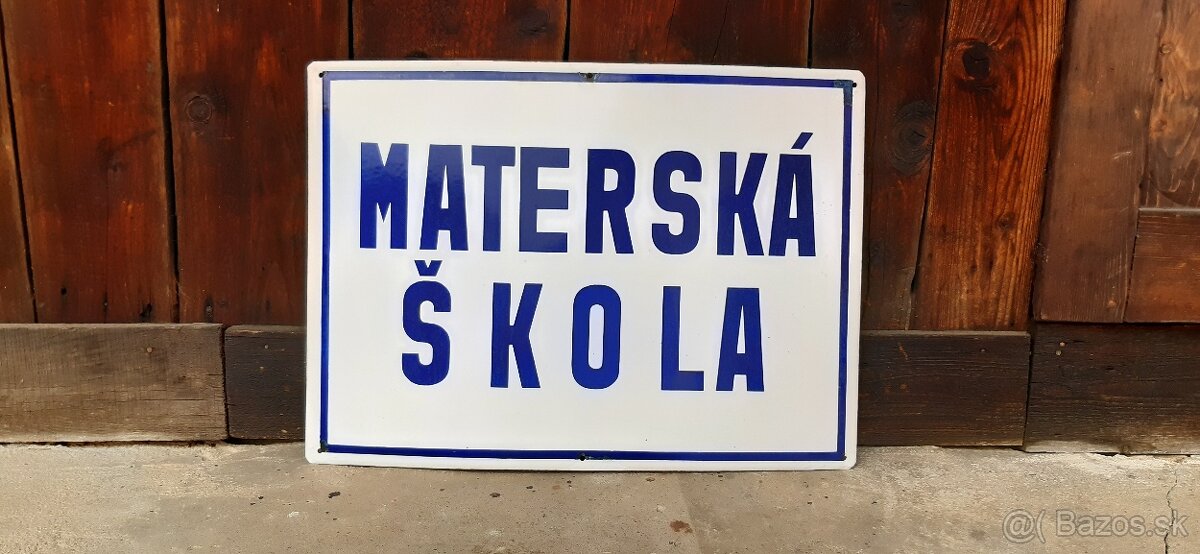 MATERSKÁ
ŠKOLA
@( Bazos.sk